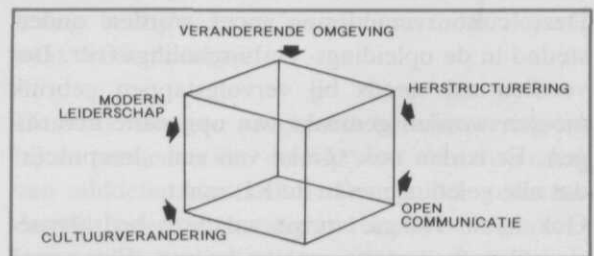 VERANDERENDE OMGEVING
MODERN
LEIDERSCHAP
HERSTRUCTURERING
OPEN
COMMUNICATIE
CULTUURVERANDERING